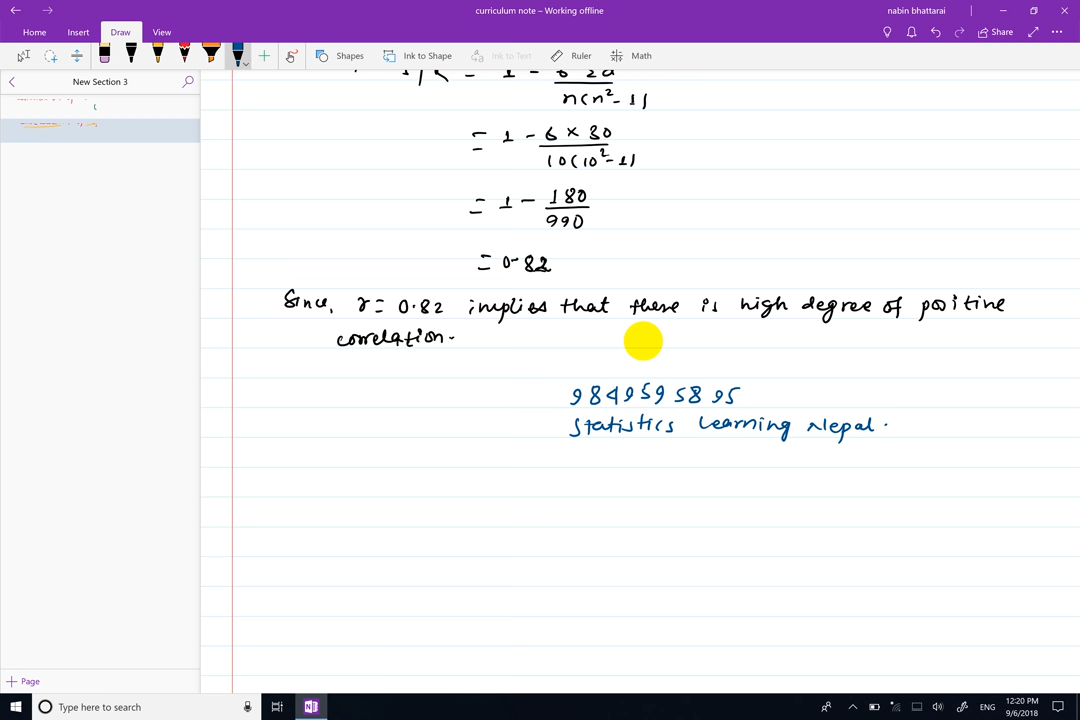 curriculum note – Working offline
nabin bhattarai
Home Insert Draw View
Share
Shapes Ink to Shape Ink to Text Ruler Math
New Section 3
n(n² - 1)
= 1 - 6 × 30
10(10² - 1)
= 1 - 180
990
= 0.82
Since, r = 0.82 implies that there is high degree of positive
correlation.
9849595895
Statistics Learning Nepal.
+ Page
Type here to search
ENG
12:20 PM
9/6/2018